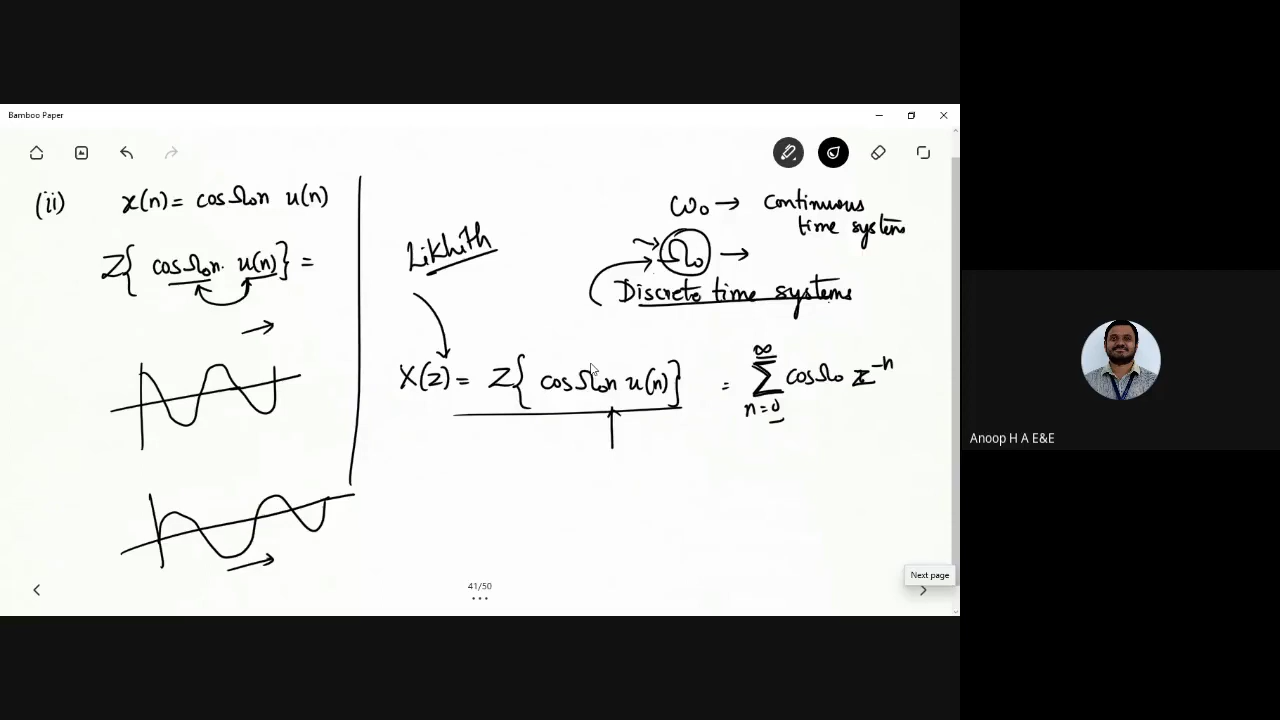 Bamboo Paper
(ii) x(n) = cos Ω₀n u(n)
Z{ cos Ω₀n. u(n)} =
Likhith
ω₀ → Continuous
time systems
Ω₀ →
Discrete time systems
X(z) = Z{ cos Ω₀n u(n)} = ∞ Σ n=0 cos Ω₀ z⁻ⁿ
41/50
Next page
Anoop H A E&E